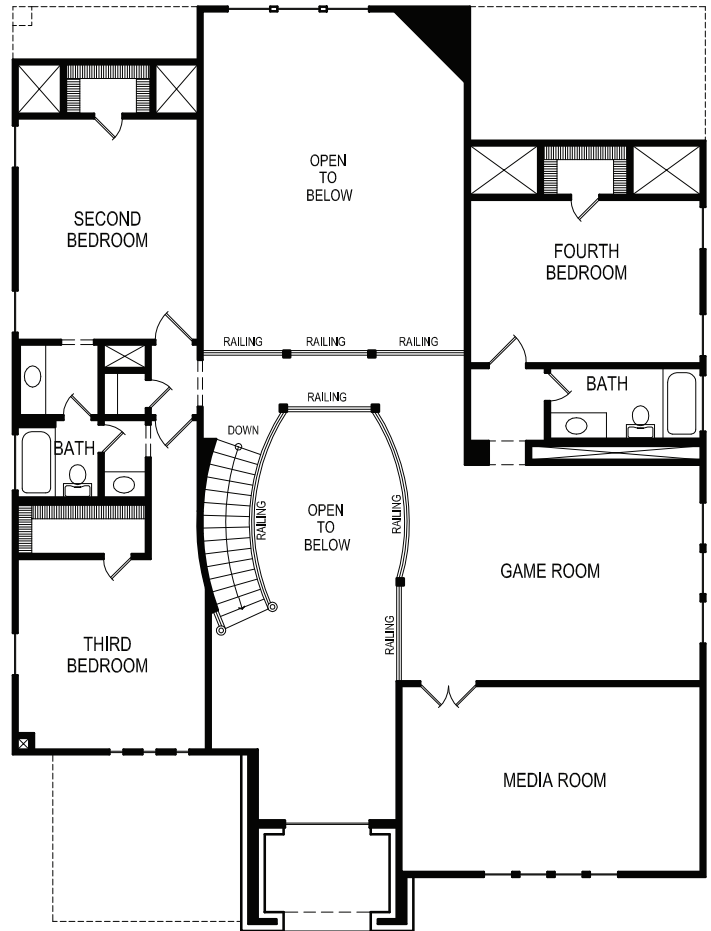 OPEN
TO
BELOW
SECOND
BEDROOM
FOURTH
BEDROOM
RAILING
RAILING
RAILING
BATH
RAILING
DOWN
BATH
RAILING
OPEN
TO
BELOW
RAILING
GAME ROOM
RAILING
THIRD
BEDROOM
MEDIA ROOM